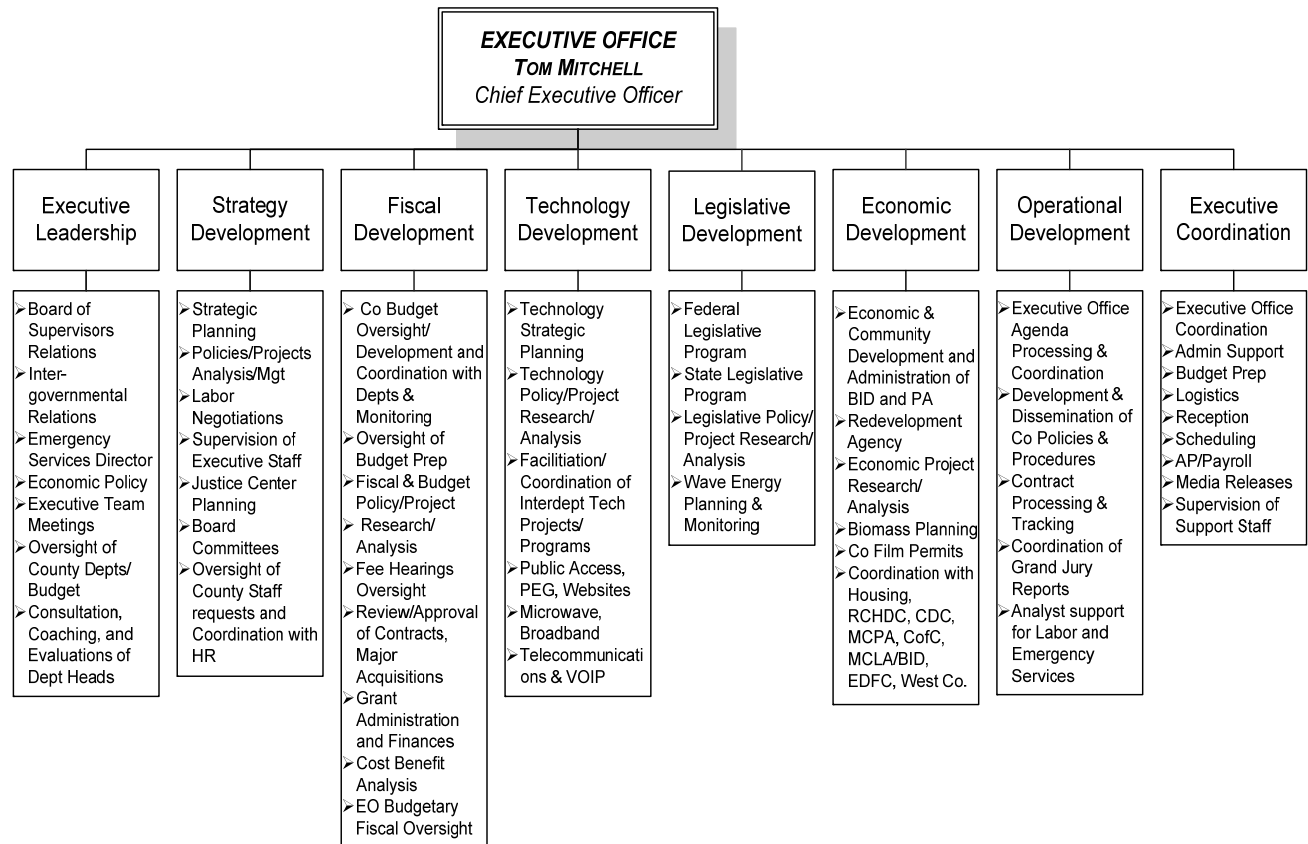 EXECUTIVE OFFICE
TOM MITCHELL
Chief Executive Officer
Executive
Leadership
Strategy
Development
Fiscal
Development
Technology
Development
Legislative
Development
Economic
Development
Operational
Development
Executive
Coordination
➢Board of
Supervisors
Relations
➢Inter-
governmental
Relations
➢Emergency
Services Director
➢Economic Policy
➢Executive Team
Meetings
➢Oversight of
County Depts/
Budget
➢Consultation,
Coaching, and
Evaluations of
Dept Heads
➢Strategic
Planning
➢Policies/Projects
Analysis/Mgt
➢Labor
Negotiations
➢Supervision of
Executive Staff
➢Justice Center
Planning
➢Board
Committees
➢Oversight of
County Staff
requests and
Coordination with
HR
➢Co Budget
Oversight/
Development and
Coordination with
Depts &
Monitoring
➢Oversight of
Budget Prep
➢Fiscal & Budget
Policy/Project
➢Research/
Analysis
➢Fee Hearings
Oversight
➢Review/Approval
of Contracts,
Major
Acquisitions
➢Grant
Administration
and Finances
➢Cost Benefit
Analysis
➢EO Budgetary
Fiscal Oversight
➢Technology
Strategic
Planning
➢Technology
Policy/Project
Research/
Analysis
➢Facilitiation/
Coordination of
Interdept Tech
Projects/
Programs
➢Public Access,
PEG, Websites
➢Microwave,
Broadband
➢Telecommunicati
ons & VOIP
➢Federal
Legislative
Program
➢State Legislative
Program
➢Legislative Policy/
Project Research/
Analysis
➢Wave Energy
Planning &
Monitoring
➢Economic &
Community
Development and
Administration of
BID and PA
➢Redevelopment
Agency
➢Economic Project
Research/
Analysis
➢Biomass Planning
➢Co Film Permits
➢Coordination with
Housing,
RCHDC, CDC,
MCPA, CofC,
MCLA/BID,
EDFC, West Co.
➢Executive Office
Agenda
Processing &
Coordination
➢Development &
Dissemination of
Co Policies &
Procedures
➢Contract
Processing &
Tracking
➢Coordination of
Grand Jury
Reports
➢Analyst support
for Labor and
Emergency
Services
➢Executive Office
Coordination
➢Admin Support
➢Budget Prep
➢Logistics
➢Reception
➢Scheduling
➢AP/Payroll
➢Media Releases
➢Supervision of
Support Staff